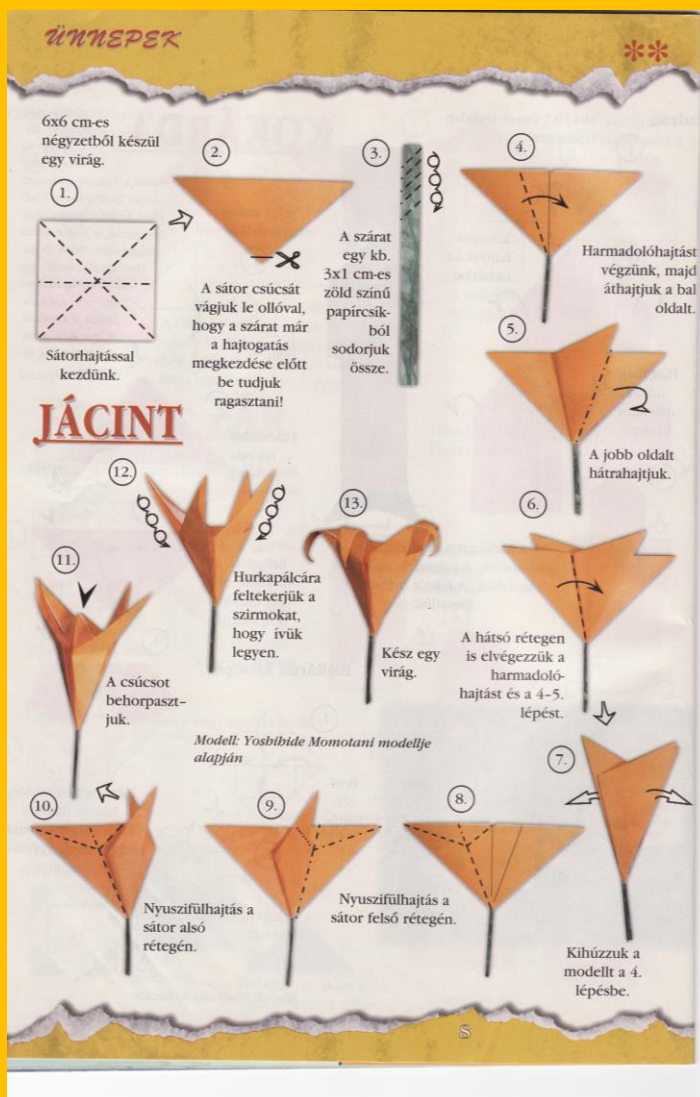 ÜNNEPEK
**
6x6 cm-es
négyzetből készül
egy virág.
1.
Sátorhajtással
kezdünk.
2.
A sátor csúcsát
vágjuk le ollóval,
hogy a szárat már
a hajtogatás
megkezdése előtt
be tudjuk
ragasztani!
3.
A szárat
egy kb.
3x1 cm-es
zöld színű
papírcsík-
ból
sodorjuk
össze.
4.
Harmadolóhajtást
végzünk, majd
áthajtjuk a bal
oldalt.
5.
A jobb oldalt
hátrahajtjuk.
JÁCINT
6.
A hátsó rétegen
is elvégezzük a
harmadoló-
hajtást és a 4–5.
lépést.
7.
Kihúzzuk a
modellt a 4.
lépésbe.
8.
Nyuszifülhajtás a
sátor felső rétegén.
9.
10.
Nyuszifülhajtás a
sátor alsó
rétegén.
11.
A csúcsot
behorpaszt–
juk.
12.
Hurkapálcára
feltekerjük a
szirmokat,
hogy ívük
legyen.
13.
Kész egy
virág.
Modell: Yoshihide Momotani modellje
alapján
8